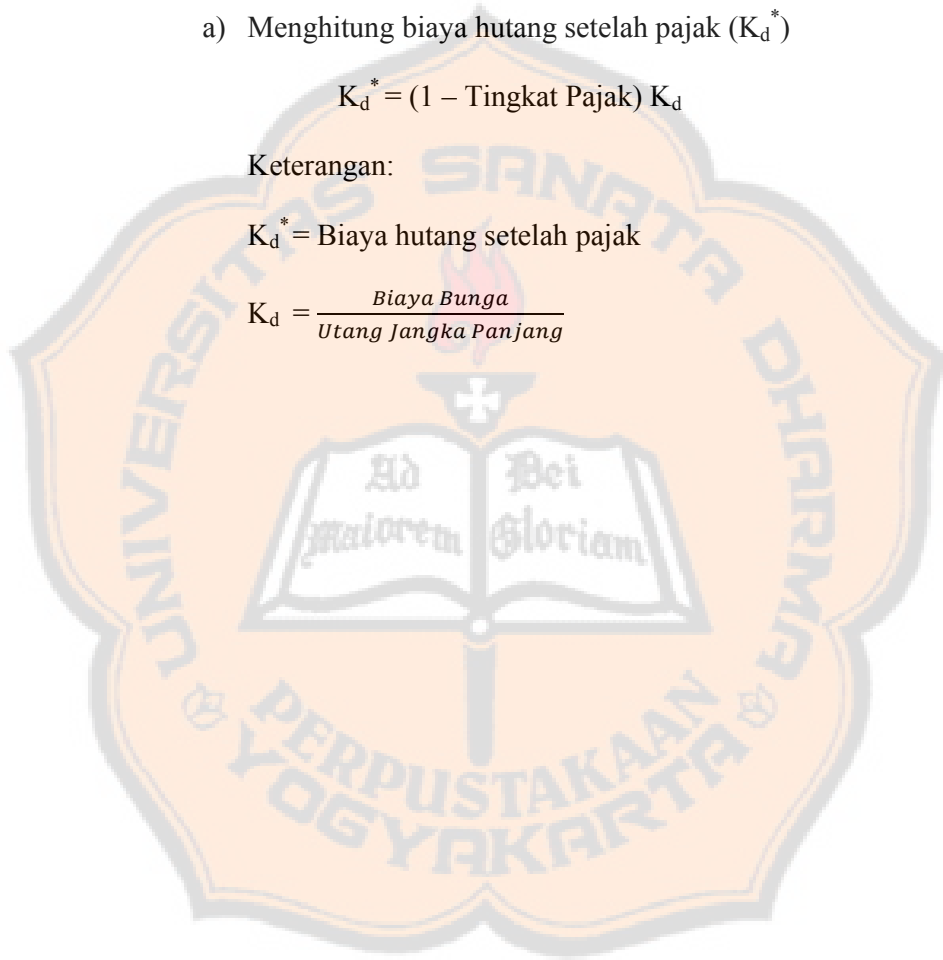 a) Menghitung biaya hutang setelah pajak (K_d^*)
K_d^* = (1 – Tingkat Pajak) K_d
Keterangan:
K_d^* = Biaya hutang setelah pajak
K_d = Biaya Bunga / Utang Jangka Panjang
UNIVERSITAS SANATA DHARMA
Ad Dei
maiorem Gloriam
PERPUSTAKAAN
YOGYAKARTA